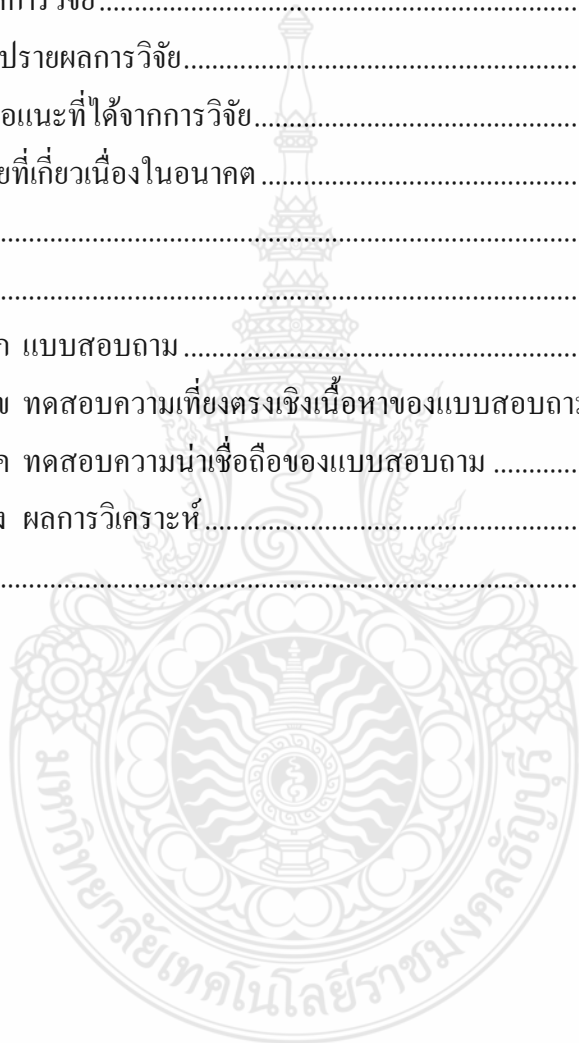 การวิจัย........................................................................
ปรายผลการวิจัย........................................................................
อแนะที่ได้จากการวิจัย........................................................................
ยที่เกี่ยวเนื่องในอนาคต........................................................................
........................................................................
........................................................................
ก แบบสอบถาม........................................................................
ข ทดสอบความเที่ยงตรงเชิงเนื้อหาของแบบสอบถาม
ค ทดสอบความน่าเชื่อถือของแบบสอบถาม ............
ง ผลการวิเคราะห์........................................................................
........................................................................
มหาวิทยาลัยเทคโนโลยีราชมงคลธัญบุรี